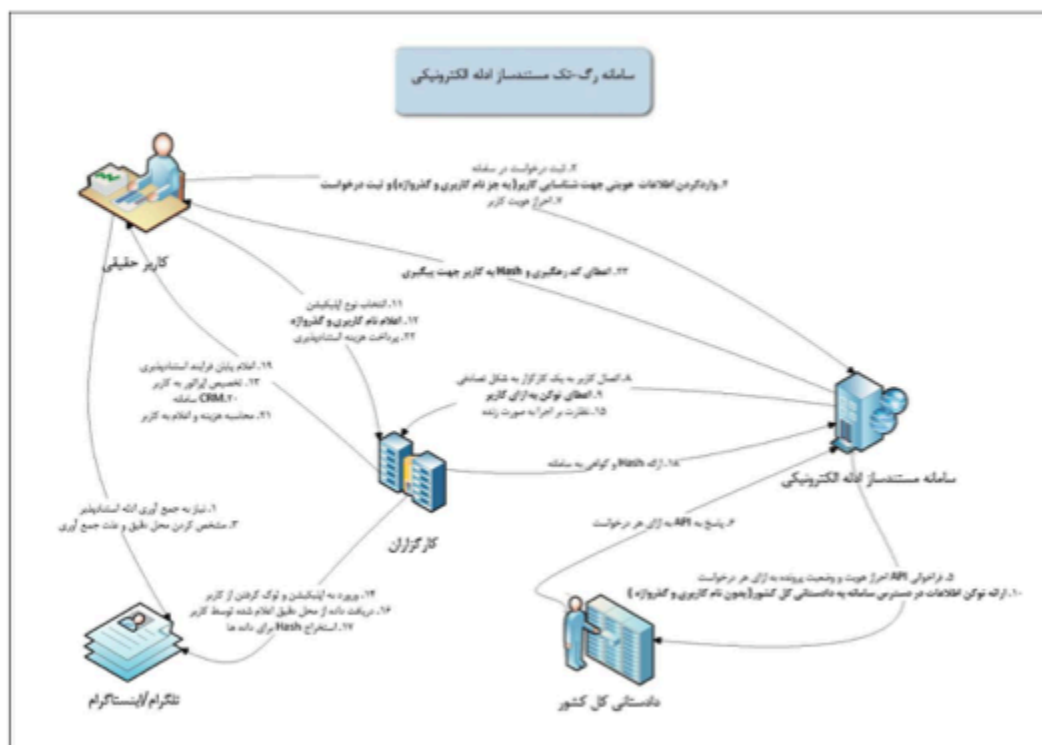 سامانه رگ-تک مستندساز ادله الکترونیکی
۲. ثبت درخواست در سامانه
۴. واردکردن اطلاعات هویتی جهت شناسایی کاربر(به جز نام کاربری و گذرواژه) و ثبت درخواست
۷. احراز هویت کاربر
کاربر حقیقی
۲۳. اعطای کد رهگیری و Hash به کاربر جهت پیگیری
۱۱. انتخاب نوع اپلیکیشن
۱۲. اعلام نام کاربری و گذرواژه
۲۲. پرداخت هزینه استنادپذیری
۱۹. اعلام پایان فرایند استنادپذیری
۱۳. تخصیص اپراتور به کاربر
۲۰. CRM سامانه
۲۱. محاسبه هزینه و اعلام به کاربر
۸. اتصال کاربر به یک کارگزار به شکل تصادفی
۹. اعطای توکن به ازای کاربر
۱۵. نظارت بر اجرا به صورت زنده
۱۸. ارائه Hash و گواهی به سامانه
سامانه مستندساز ادله الکترونیکی
۱. نیاز به جمع آوری ادله استنادپذیر
۳. مشخص کردن محل دقیق و علت جمع آوری
کارگزاران
۶. پاسخ به API به ازای هر درخواست
۵. فراخوانی API احراز هویت و وضعیت پرونده به ازای هر درخواست
۱۰. ارائه توکن اطلاعات در دسترس سامانه به دادستانی کل کشور(بدون نام کاربری و گذرواژه )
۱۴. ورورد به اپلیکیشن و لوک گرفتن از کاربر
۱۶. دریافت داده از محل دقیق اعلام شده توسط کاربر
۱۷. استخراج Hash برای داده ها
تلگرام/اینستاگرام
دادستانی کل کشور